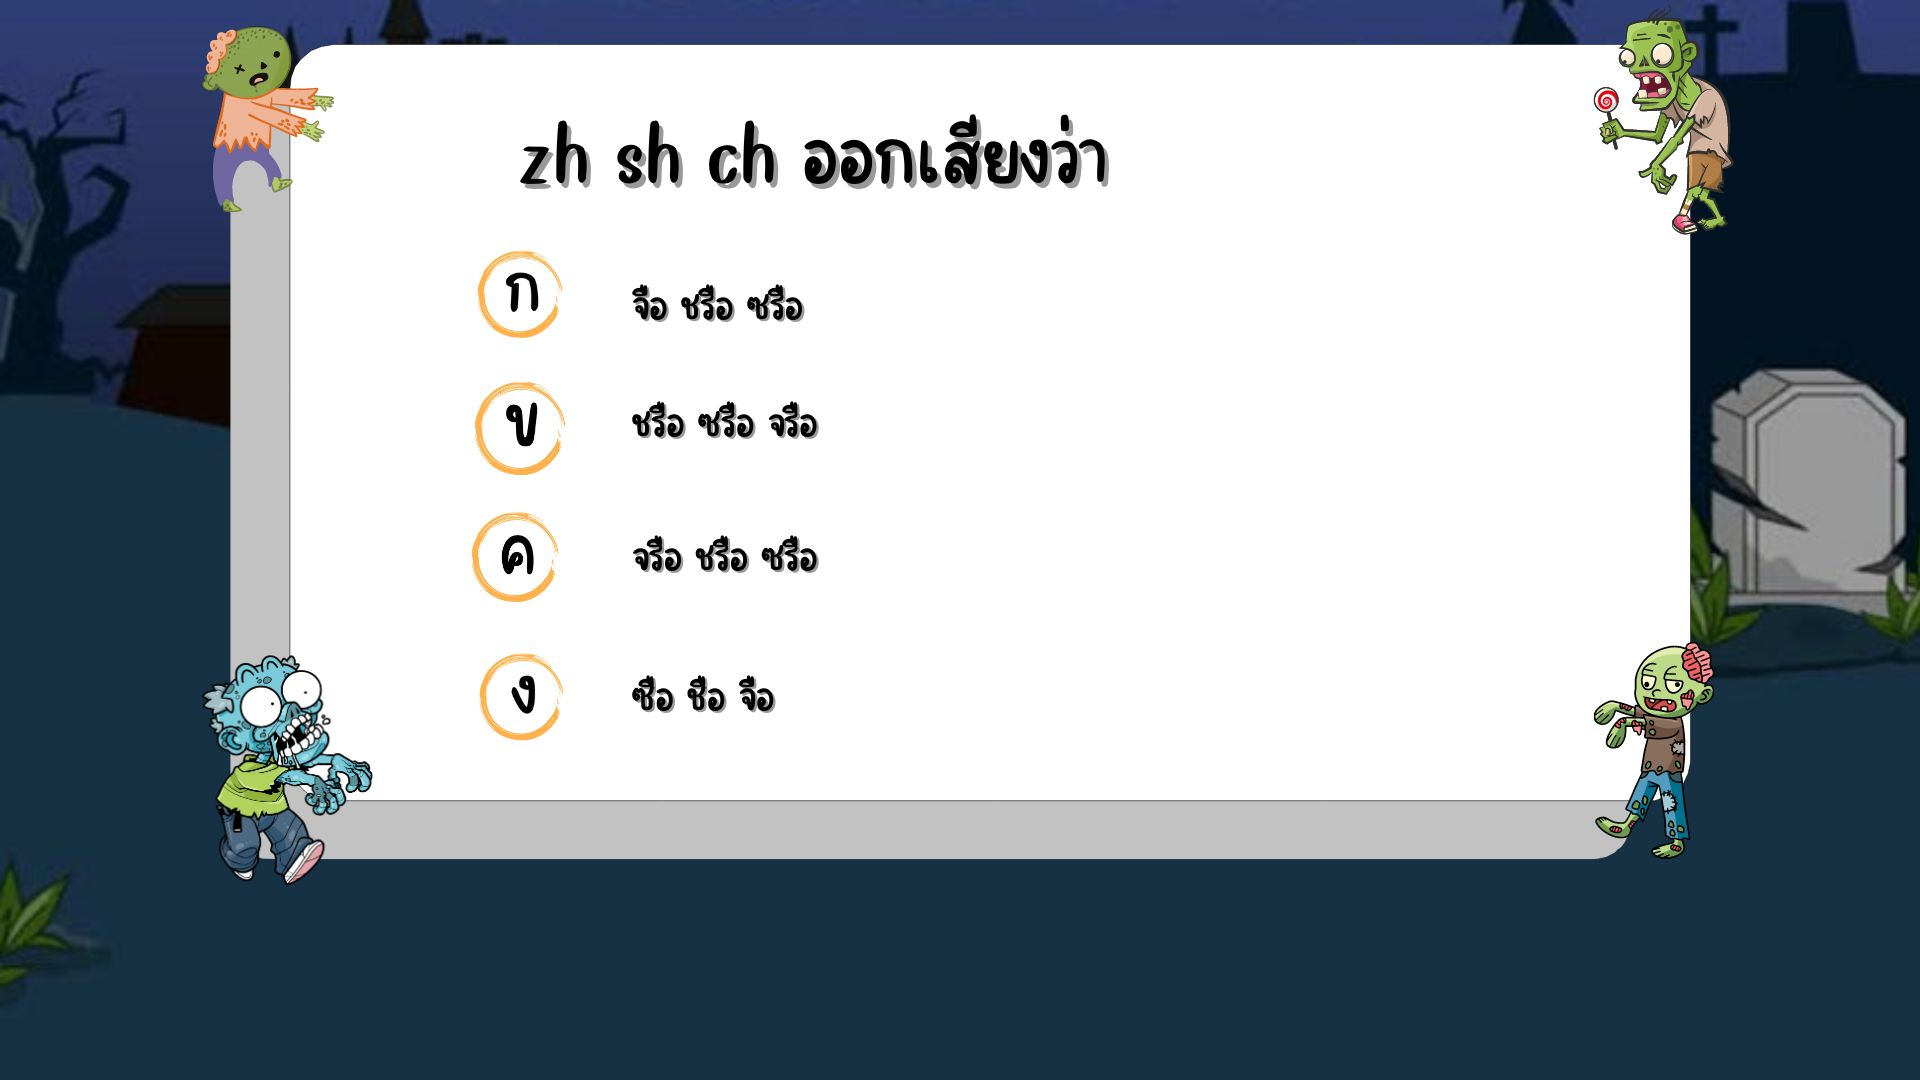 zh sh ch ออกเสียงว่า
ก จือ ชรือ ซรือ
ข ชรือ ซรือ จรือ
ค จรือ ชรือ ซรือ
ง ซือ ชือ จือ